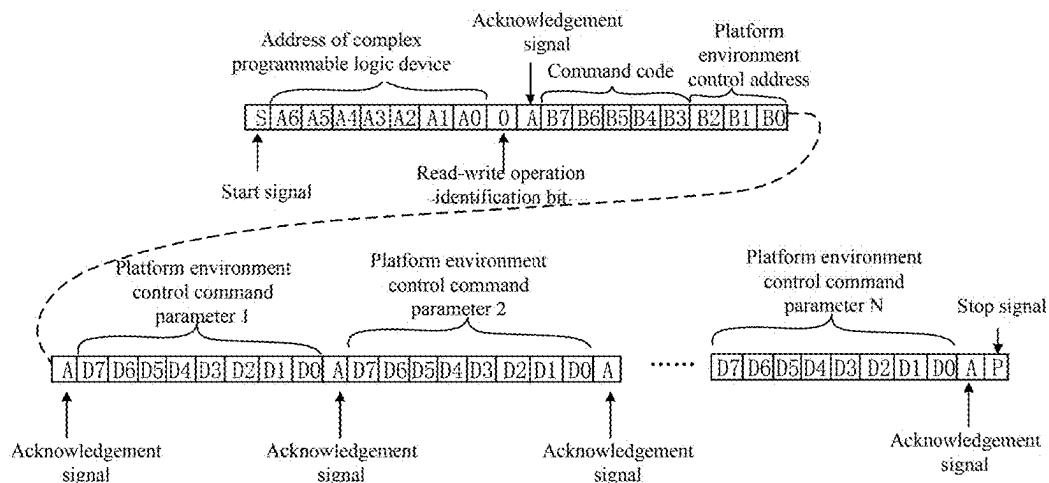 Address of complex
programmable logic device
Acknowledgement
signal
Command code
Platform
environment
control address
S A6 A5 A4 A3 A2 A1 A0 0 A B7 B6 B5 B4 B3 B2 B1 B0
Start signal
Read-write operation
identification bit
Platform environment
control command
parameter 1
Platform environment
control command
parameter 2
Platform environment
control command
parameter N
Stop signal
A D7 D6 D5 D4 D3 D2 D1 D0 A D7 D6 D5 D4 D3 D2 D1 D0 A ...... D7 D6 D5 D4 D3 D2 D1 D0 A P
Acknowledgement
signal
Acknowledgement
signal
Acknowledgement
signal
Acknowledgement
signal